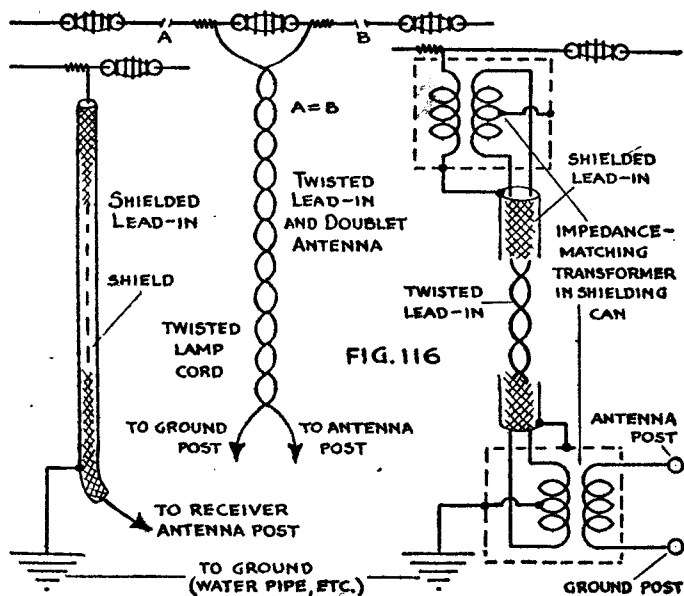 A
B
A=B
SHIELDED
LEAD-IN
SHIELD
TWISTED
LEAD-IN
AND DOUBLET
ANTENNA
TWISTED
LAMP
CORD
TO GROUND
POST
TO ANTENNA
POST
TO RECEIVER
ANTENNA POST
FIG. 116
SHIELDED
LEAD-IN
IMPEDANCE-
MATCHING
TRANSFORMER
IN SHIELDING
CAN
TWISTED
LEAD-IN
ANTENNA
POST
TO GROUND
(WATER PIPE, ETC.)
GROUND POST